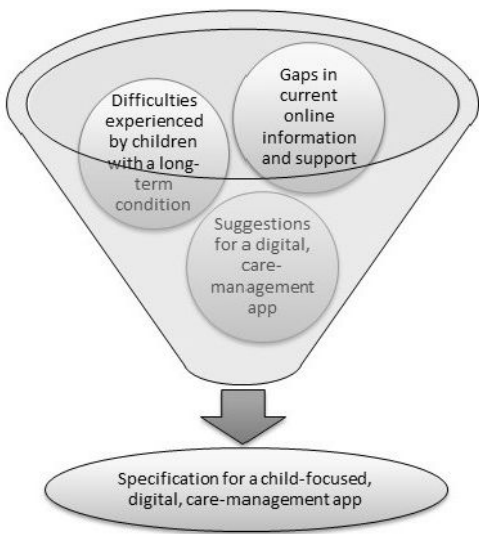 Difficulties
experienced by
children
with a long-
term
condition
Gaps in
current
online
information
and support
Suggestions
for a digital,
care-
management
app
Specification for a child-focused,
digital, care-management app